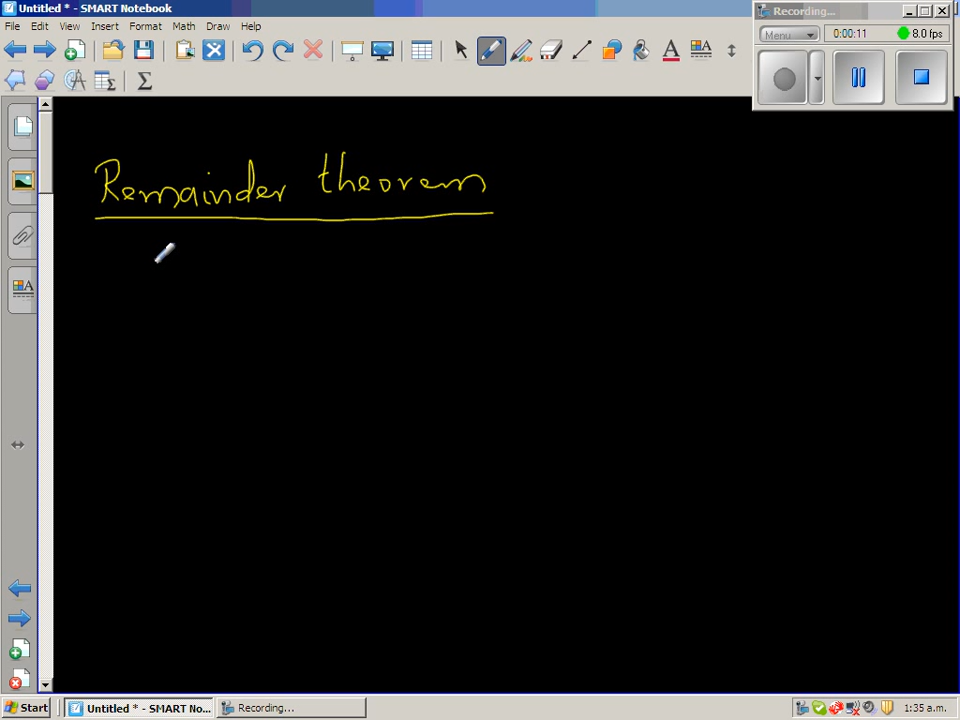 Untitled * - SMART Notebook
Recording...
File Edit View Insert Format Math Draw Help
Menu 0:00:11 8.0 fps
Remainder theorem
Start Untitled * - SMART No... Recording... 1:35 a.m.